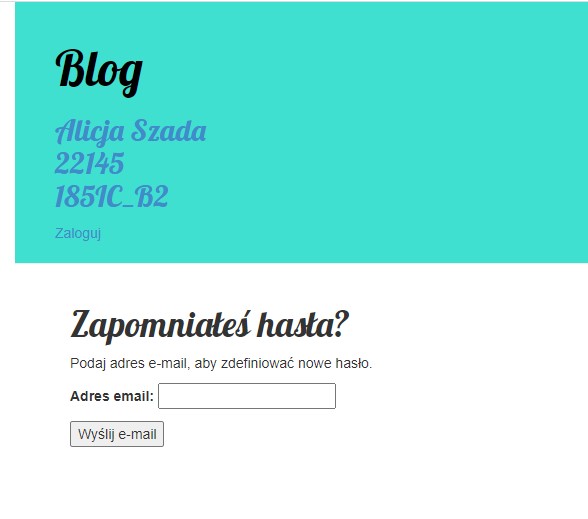 Blog
Alicja Szada
22145
185IC_B2
Zaloguj
Zapomniałeś hasła?
Podaj adres e-mail, aby zdefiniować nowe hasło.
Adres email:
Wyślij e-mail